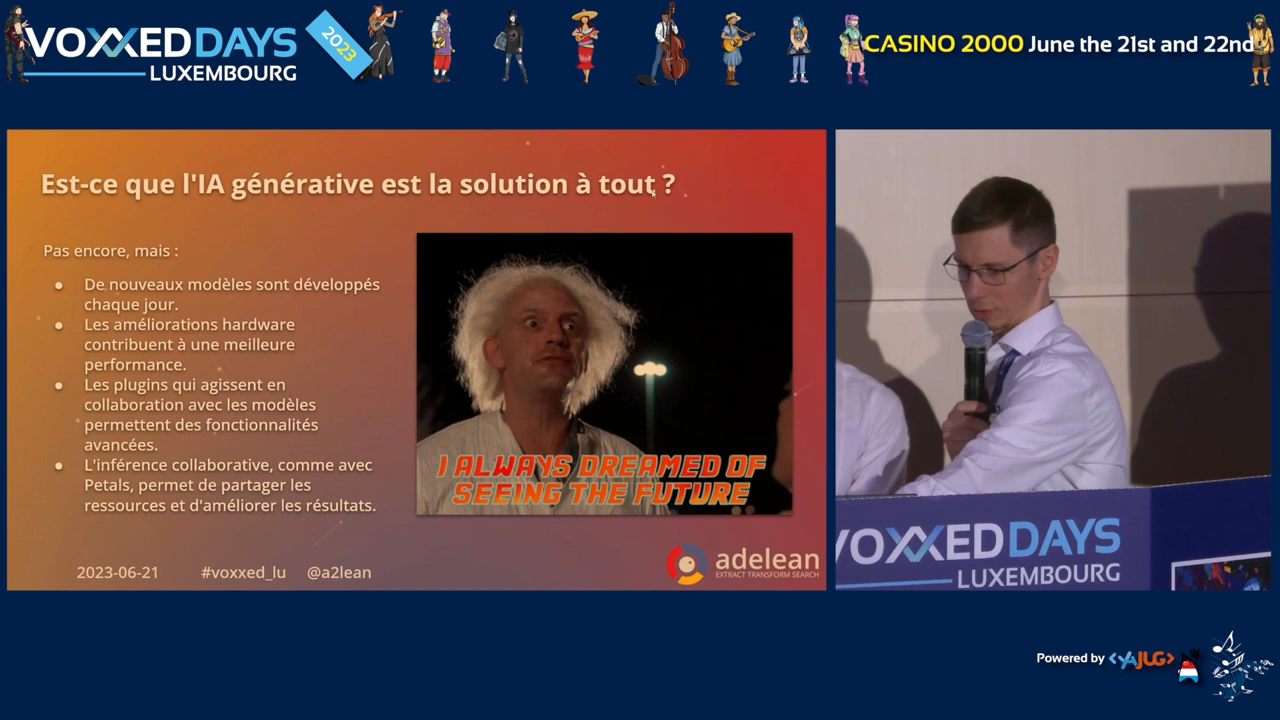 VOXXED DAYS
LUXEMBOURG
2023
CASINO 2000 June the 21st and 22nd
Est-ce que l'IA générative est la solution à tout ?
Pas encore, mais :
● De nouveaux modèles sont développés
chaque jour.
● Les améliorations hardware
contribuent à une meilleure
performance.
● Les plugins qui agissent en
collaboration avec les modèles
permettent des fonctionnalités
avancées.
● L'inférence collaborative, comme avec
Petals, permet de partager les
ressources et d'améliorer les résultats.
I ALWAYS DREAMED OF
SEEING THE FUTURE
2023-06-21 #voxxed_lu @a2lean
adelean
EXTRACT TRANSFORM SEARCH
VOXXED DAYS
LUXEMBOURG
Powered by <YAJUG>